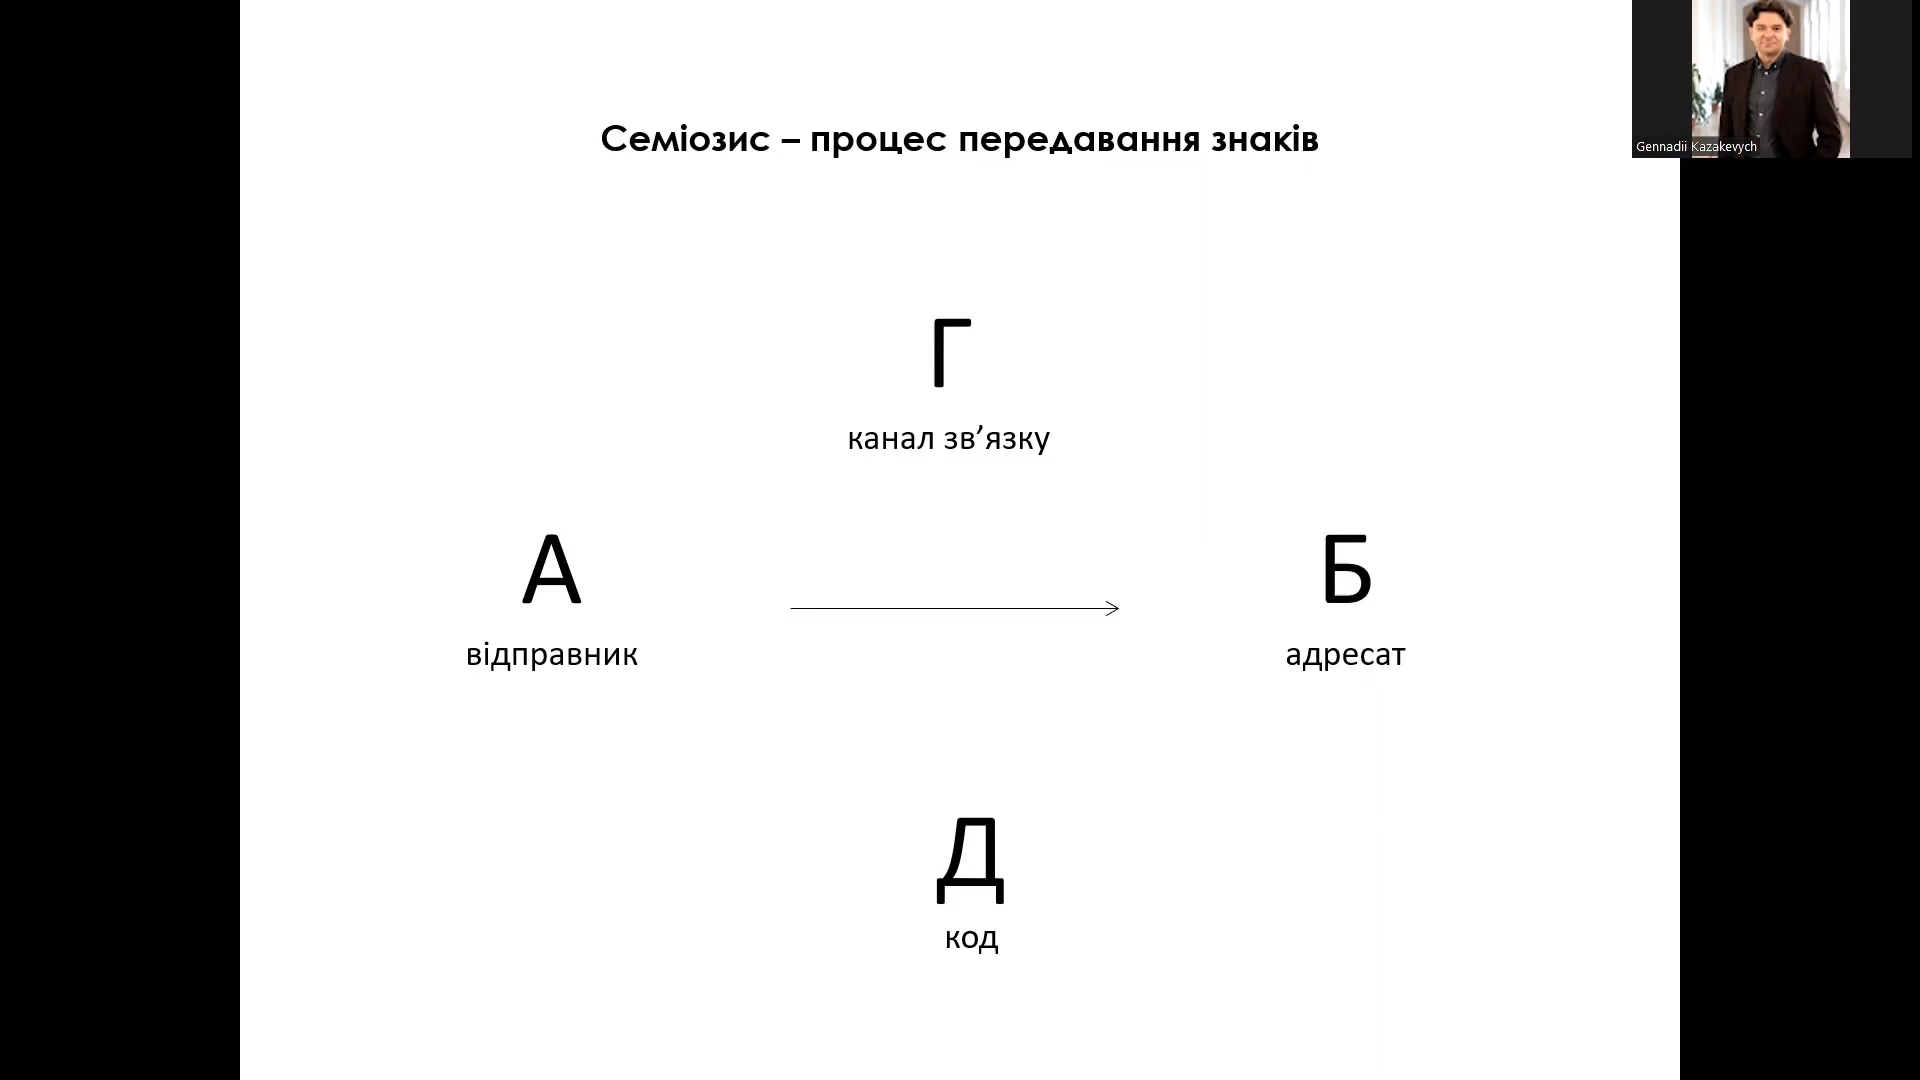 Семіозис – процес передавання знаків
Gennadii Kazakevych
Г
канал зв’язку
А
відправник
Б
адресат
Д
код